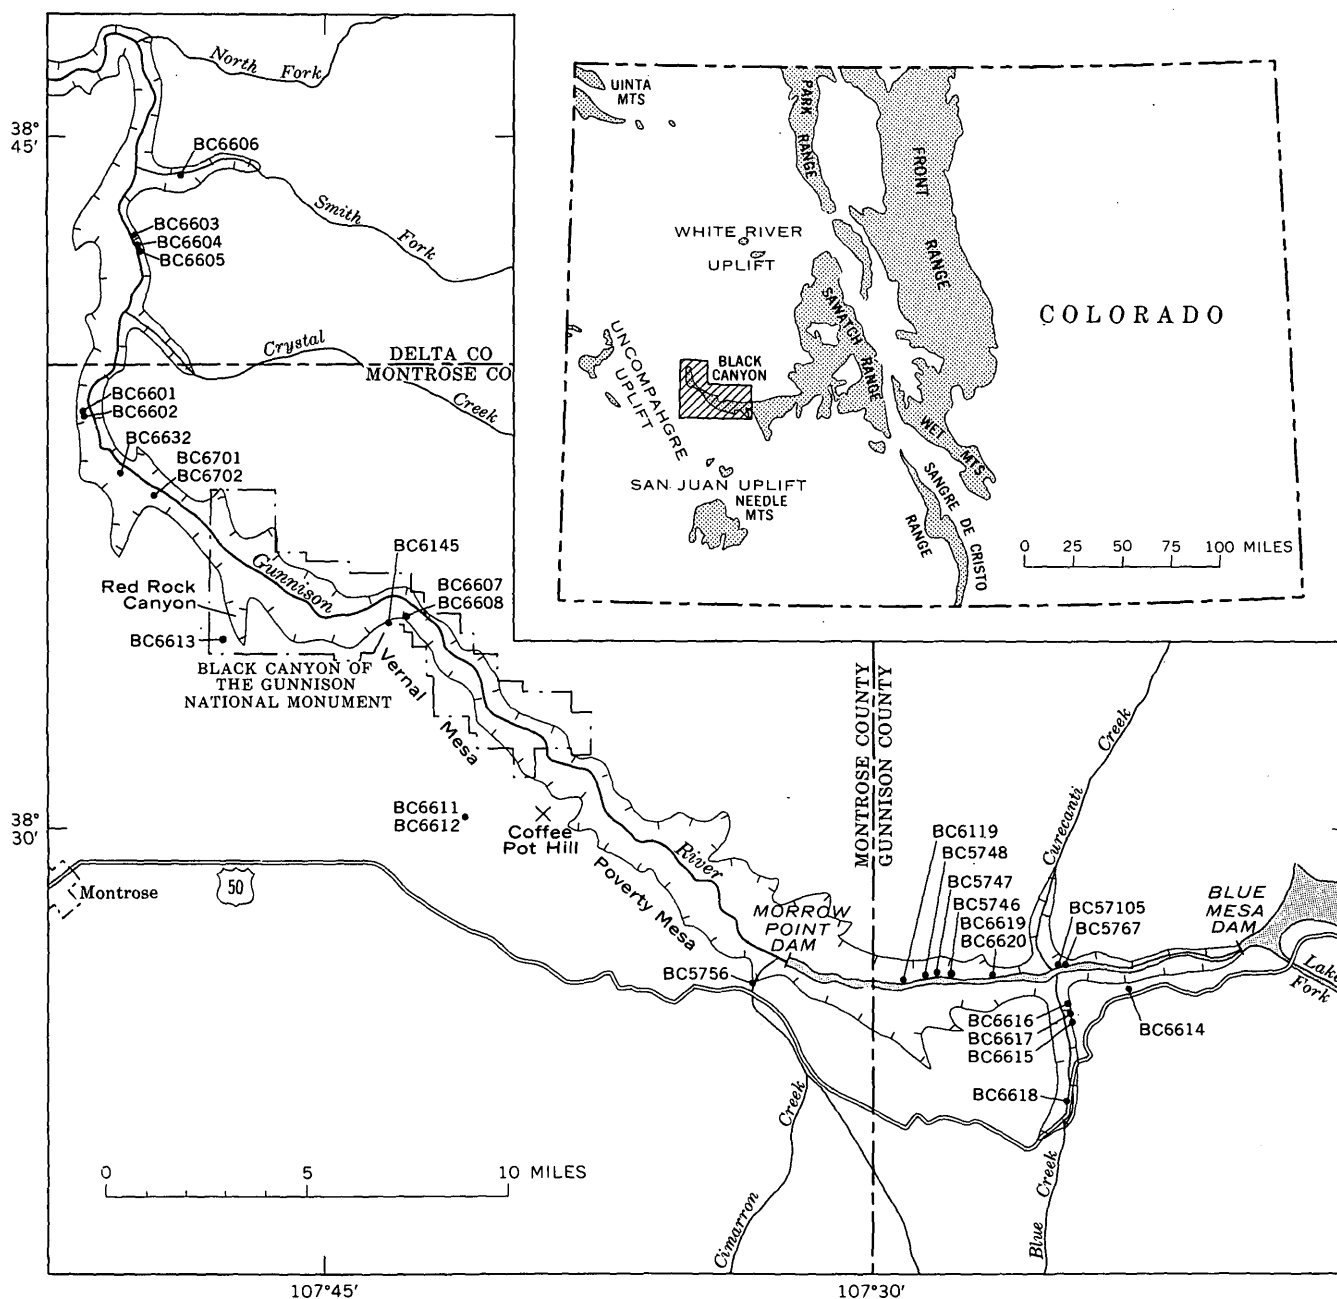 North Fork
38°
45'
BC6606
Smith Fork
BC6603
BC6604
BC6605
Crystal Creek
DELTA CO
MONTROSE CO
BC6601
BC6602
BC6632
BC6701
BC6702
BC6145
Gunnison River
BC6607
BC6608
Red Rock
Canyon
BC6613
BLACK CANYON OF
THE GUNNISON
NATIONAL MONUMENT
Vernal Mesa
38°
30'
BC6611
BC6612
Coffee
Pot Hill
Poverty Mesa
Montrose
50
MORROW
POINT
DAM
BC5756
MONTROSE COUNTY
GUNNISON COUNTY
BC6119
BC5748
BC5747
BC5746
BC6619
BC6620
Curecanti Creek
BC57105
BC5767
BLUE
MESA
DAM
Lake
Fork
BC6616
BC6617
BC6615
BC6614
BC6618
Cimarron Creek
Blue Creek
0 5 10 MILES
107°45'
107°30'
UINTA
MTS
PARK RANGE
FRONT RANGE
WHITE RIVER
UPLIFT
SAWATCH RANGE
COLORADO
UNCOMPAHGRE
UPLIFT
BLACK
CANYON
WET MTS
SAN JUAN UPLIFT
NEEDLE
MTS
SANGRE DE CRISTO
RANGE
0 25 50 75 100 MILES